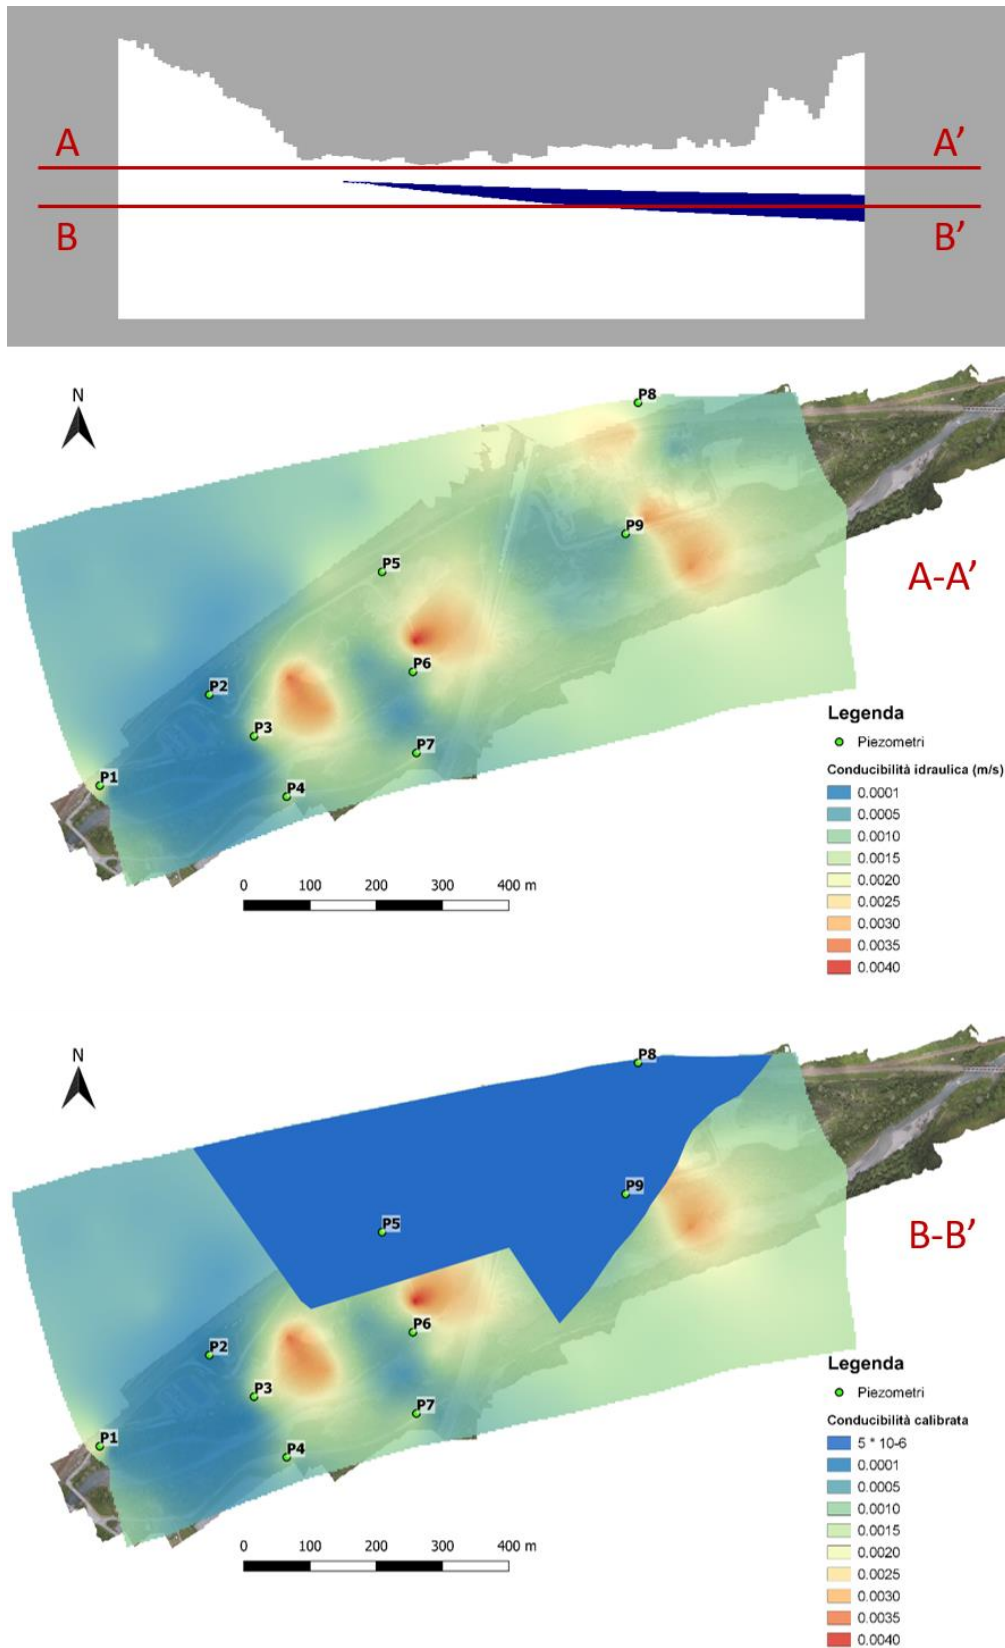 A A'
B B'
N
P8
P9
P5
P6
P2
P3
P7
P1
P4
A-A'
0 100 200 300 400 m
Legenda
Piezometri
Conducibilità idraulica (m/s)
0.0001
0.0005
0.0010
0.0015
0.0020
0.0025
0.0030
0.0035
0.0040
N
P8
P9
P5
P6
P2
P3
P7
P1
P4
B-B'
0 100 200 300 400 m
Legenda
Piezometri
Conducibilità calibrata
5 * 10-6
0.0001
0.0005
0.0010
0.0015
0.0020
0.0025
0.0030
0.0035
0.0040